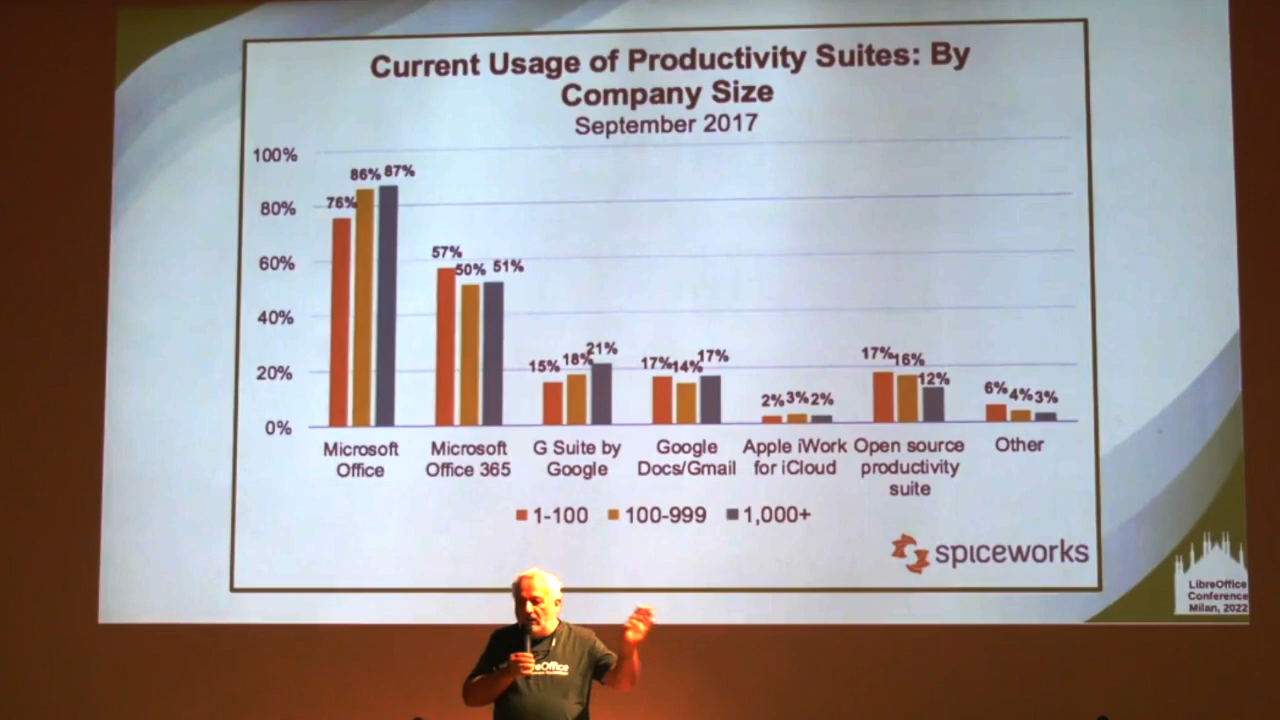 Current Usage of Productivity Suites: By
Company Size
September 2017
100%
80%
60%
40%
20%
0%
76% 86% 87%
57% 50% 51%
15% 18% 21%
17% 14% 17%
2% 3% 2%
17% 16% 12%
6% 4% 3%
Microsoft
Office
Microsoft
Office 365
G Suite by
Google
Google
Docs/Gmail
Apple iWork
for iCloud
Open source
productivity
suite
Other
1-100 100-999 1,000+
spiceworks
LibreOffice
Conference
Milan, 2022
reOffice